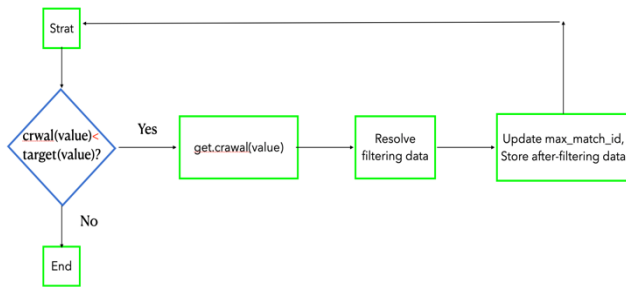 Strat
crwal(value)<
target(value)?
Yes
get.crawal(value)
Resolve
filtering data
Update max_match_id,
Store after-filtering data
No
End